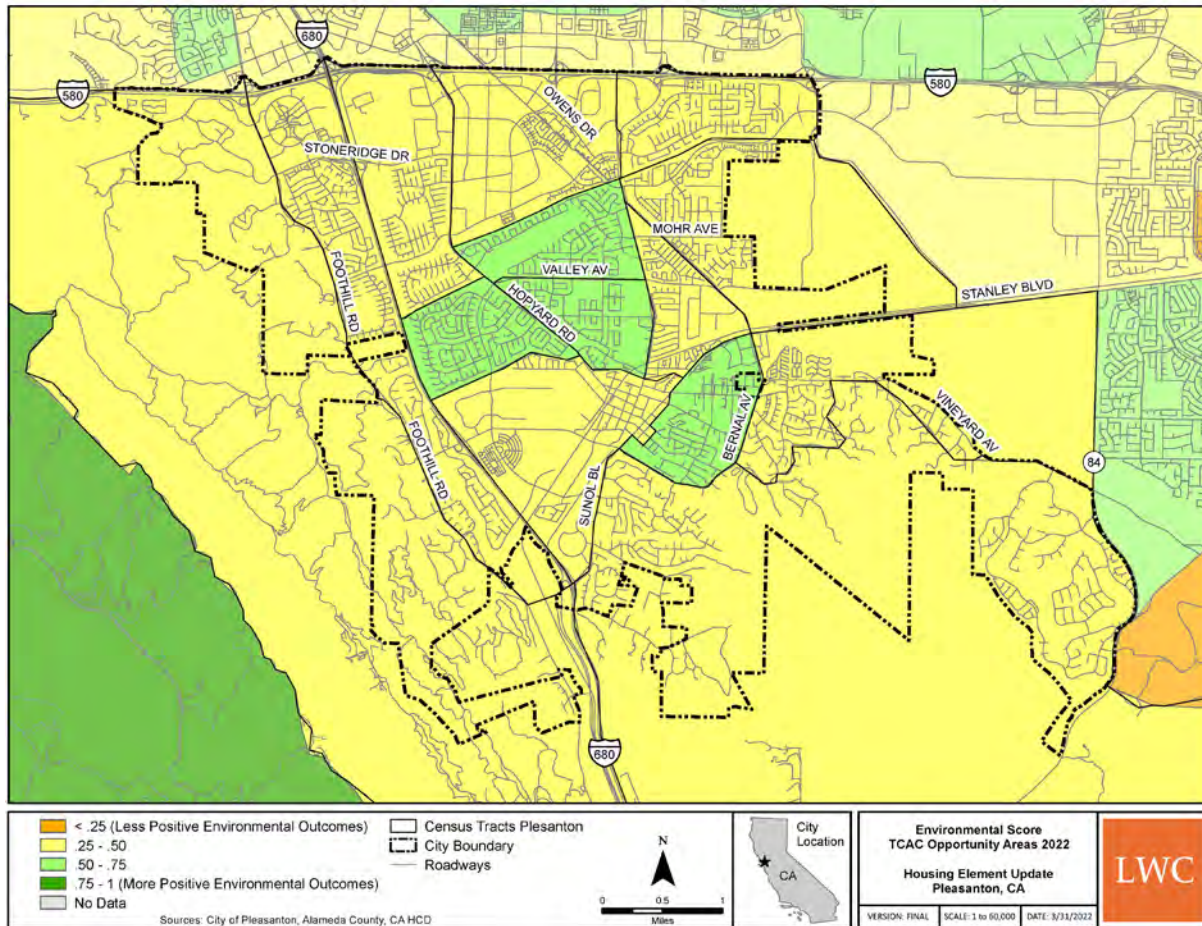 680
580
580
OWENS DR
STONERIDGE DR
MOHR AVE
FOOTHILL RD
VALLEY AV
HOPYARD RD
STANLEY BLVD
BERNAL AV
VINEYARD AV
FOOTHILL RD
84
SUNOL BL
680
< .25 (Less Positive Environmental Outcomes)
.25 - .50
.50 - .75
.75 - 1 (More Positive Environmental Outcomes)
No Data
Census Tracts Plesanton
City Boundary
Roadways
Sources: City of Pleasanton, Alameda County, CA HCD
N
0 0.5 1
Miles
City
Location
CA
Environmental Score
TCAC Opportunity Areas 2022
Housing Element Update
Pleasanton, CA
VERSION: FINAL SCALE: 1 to 50,000 DATE: 3/31/2022
LWC